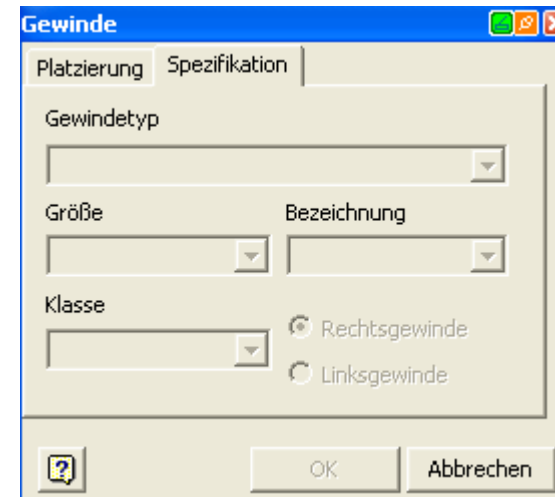 Gewinde
Platzierung Spezifikation
Gewindetyp
Größe Bezeichnung
Klasse
Rechtsgewinde
Linksgewinde
? OK Abbrechen